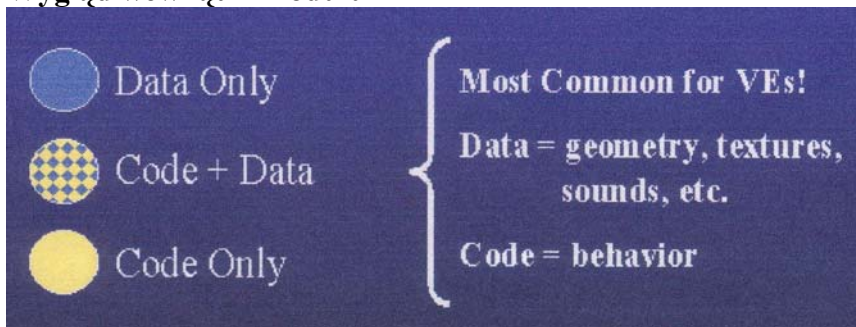 Data Only
Code + Data
Code Only
Most Common for VEs!
Data = geometry, textures,
sounds, etc.
Code = behavior